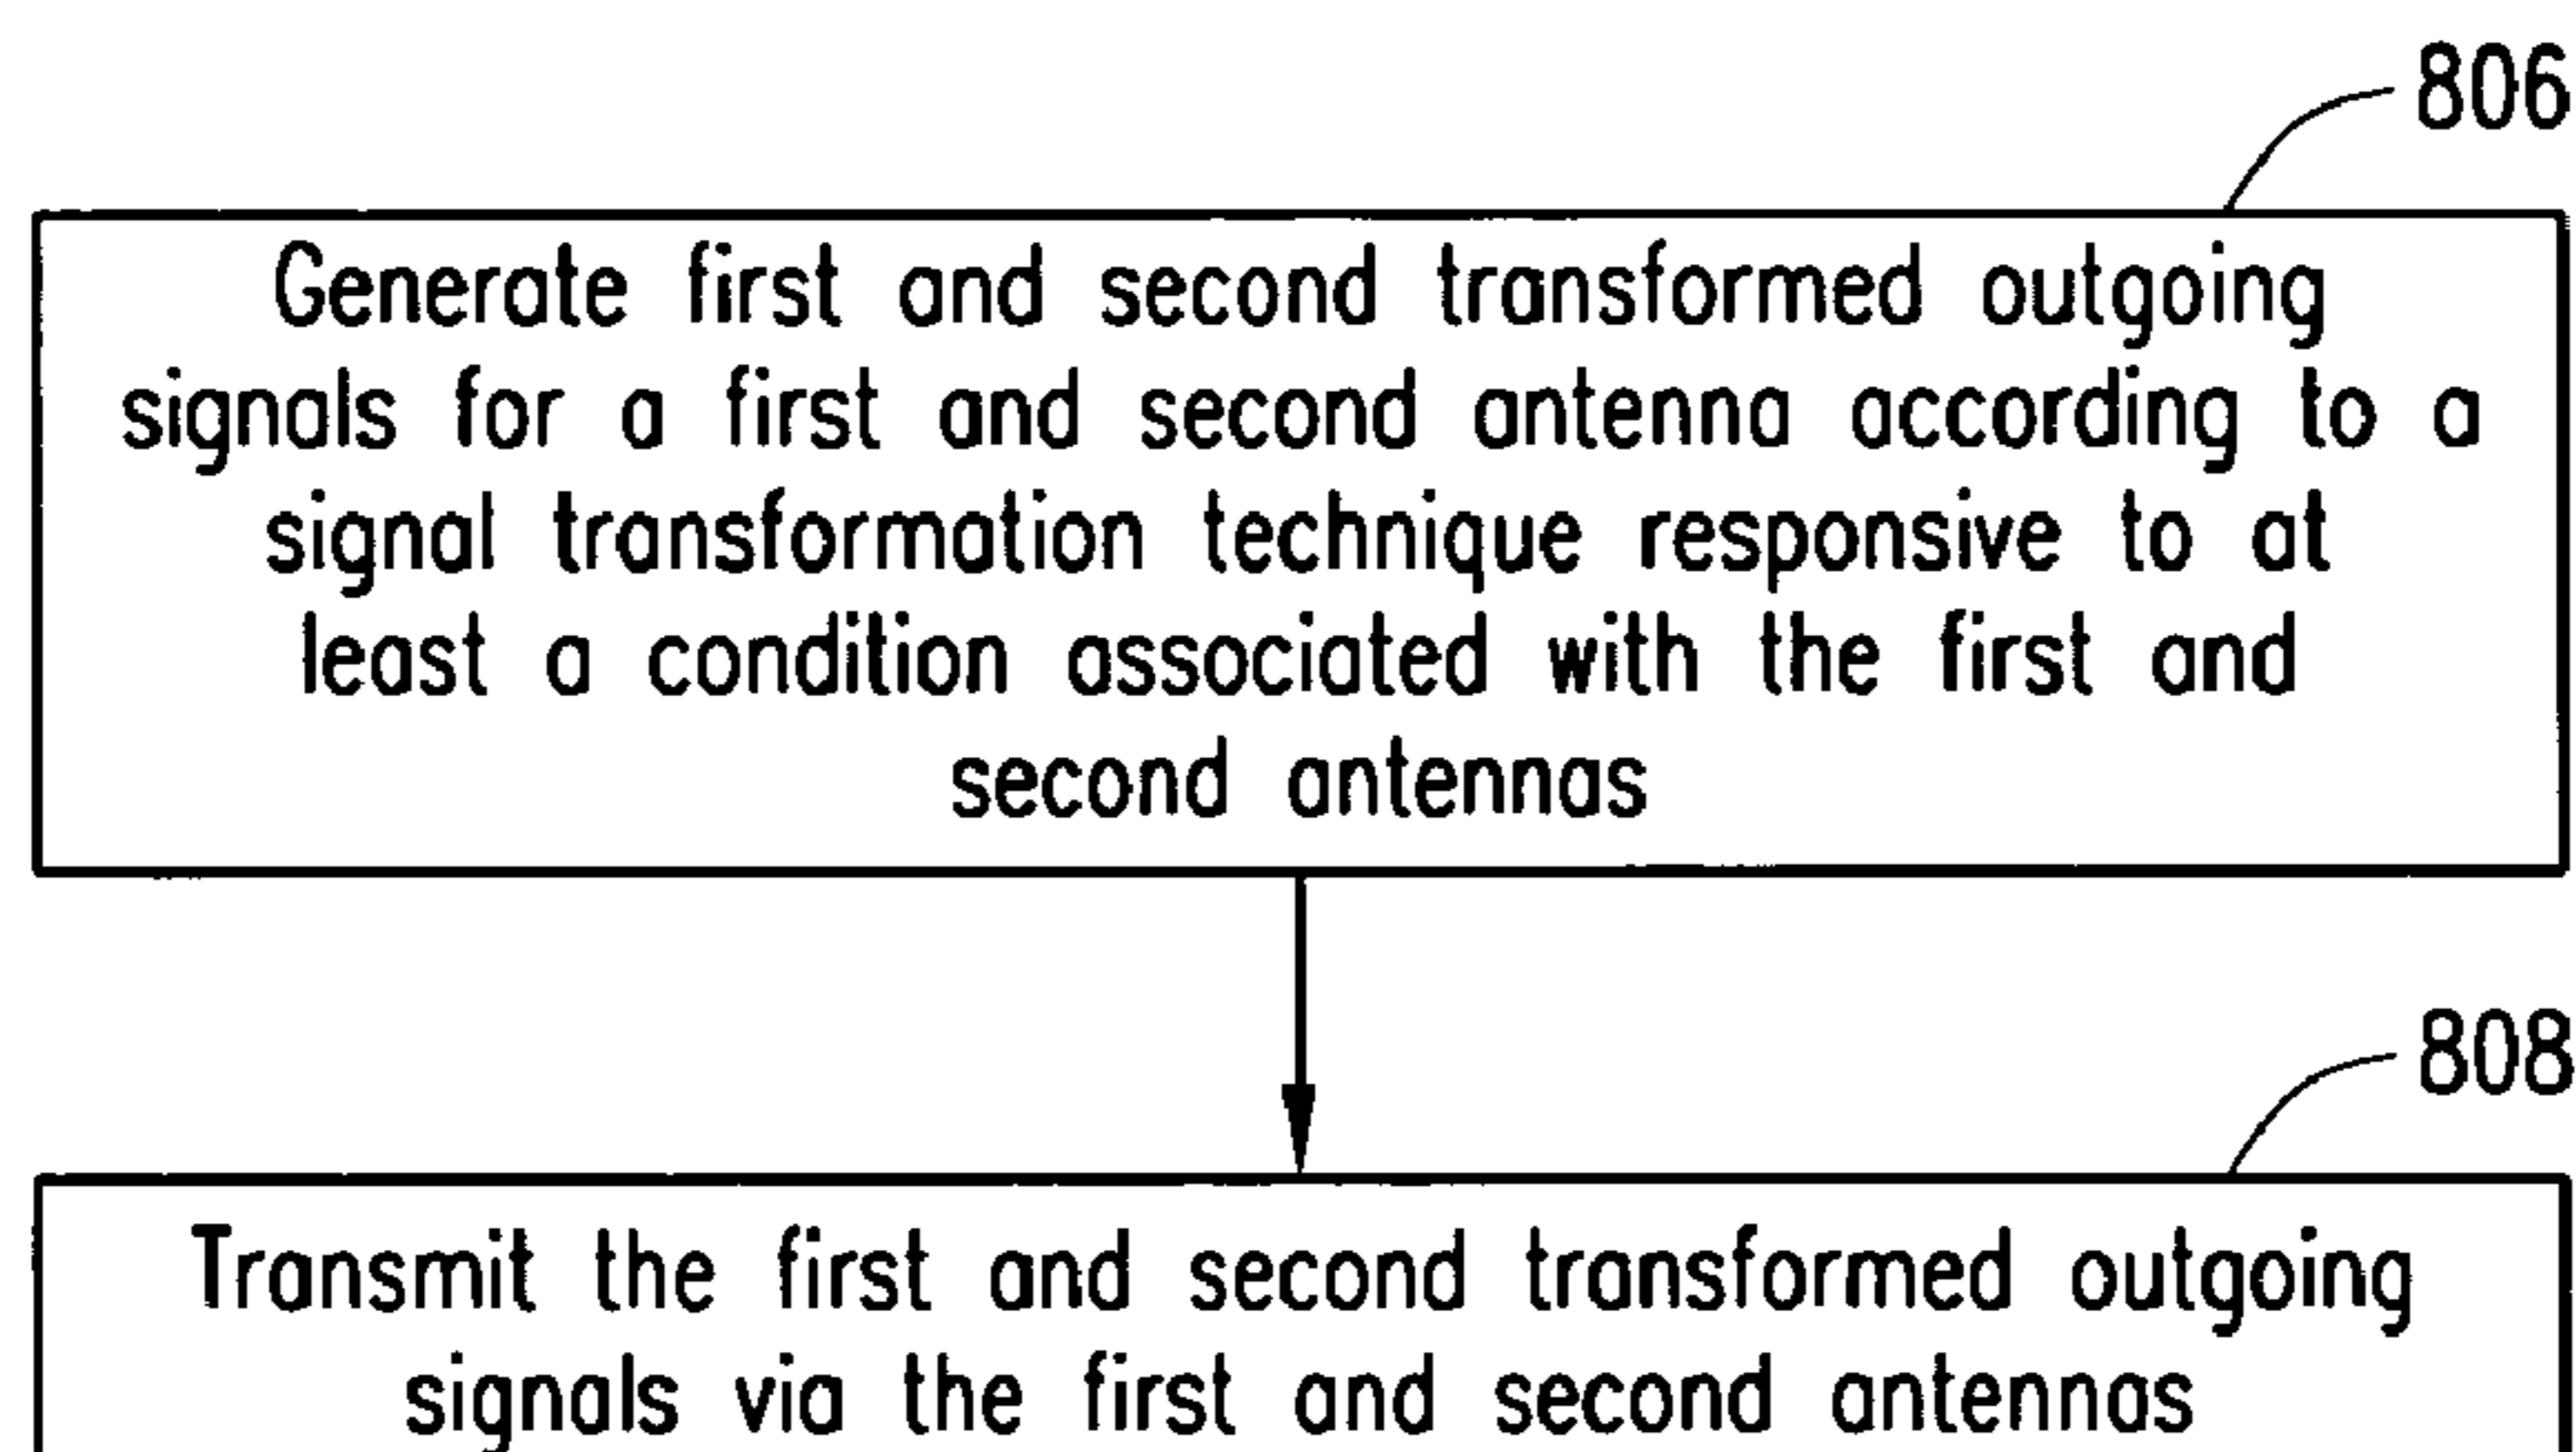 806
Generate first and second transformed outgoing
signals for a first and second antenna according to a
signal transformation technique responsive to at
least a condition associated with the first and
second antennas
808
Transmit the first and second transformed outgoing
signals via the first and second antennas